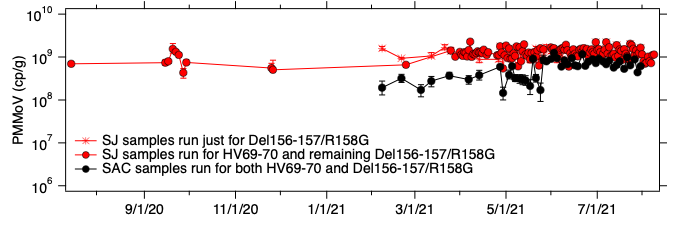 PMMoV (cp/g)
10^10
10^9
10^8
10^7
10^6
SJ samples run just for Del156-157/R158G
SJ samples run for HV69-70 and remaining Del156-157/R158G
SAC samples run for both HV69-70 and Del156-157/R158G
9/1/20 11/1/20 1/1/21 3/1/21 5/1/21 7/1/21